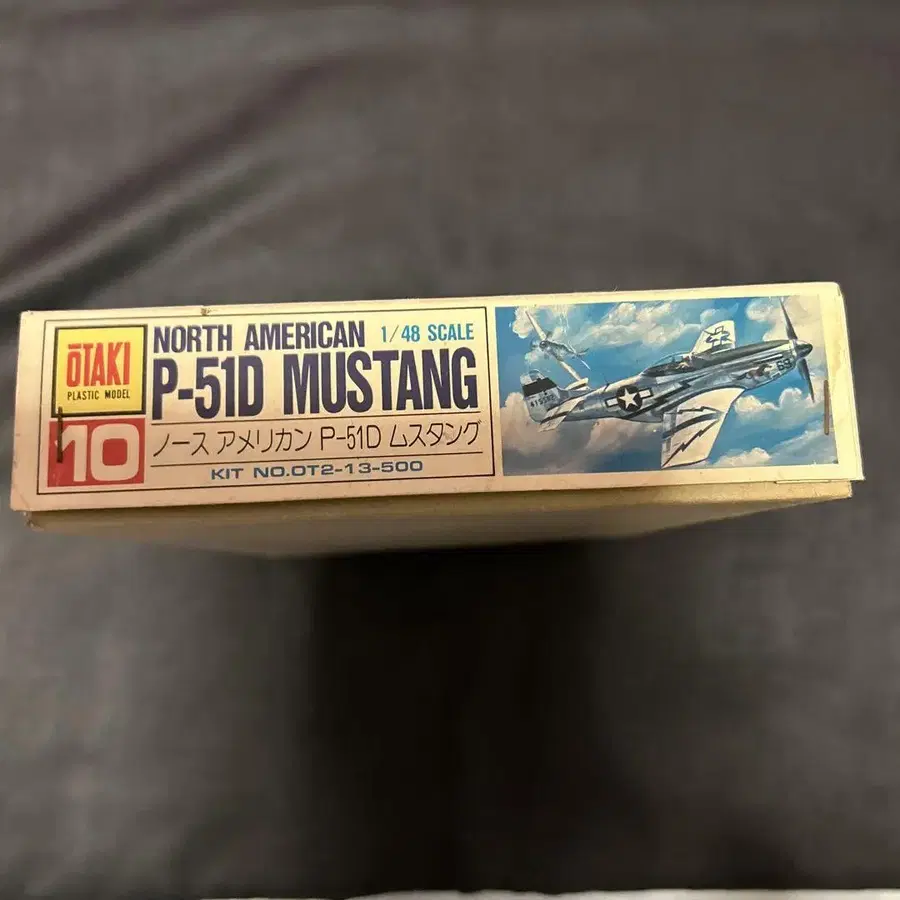 ŌTAKI
PLASTIC MODEL
10
NORTH AMERICAN 1/48 SCALE
P-51D MUSTANG
ノース アメリカン P-51D ムスタング
KIT NO.OT2-13-500